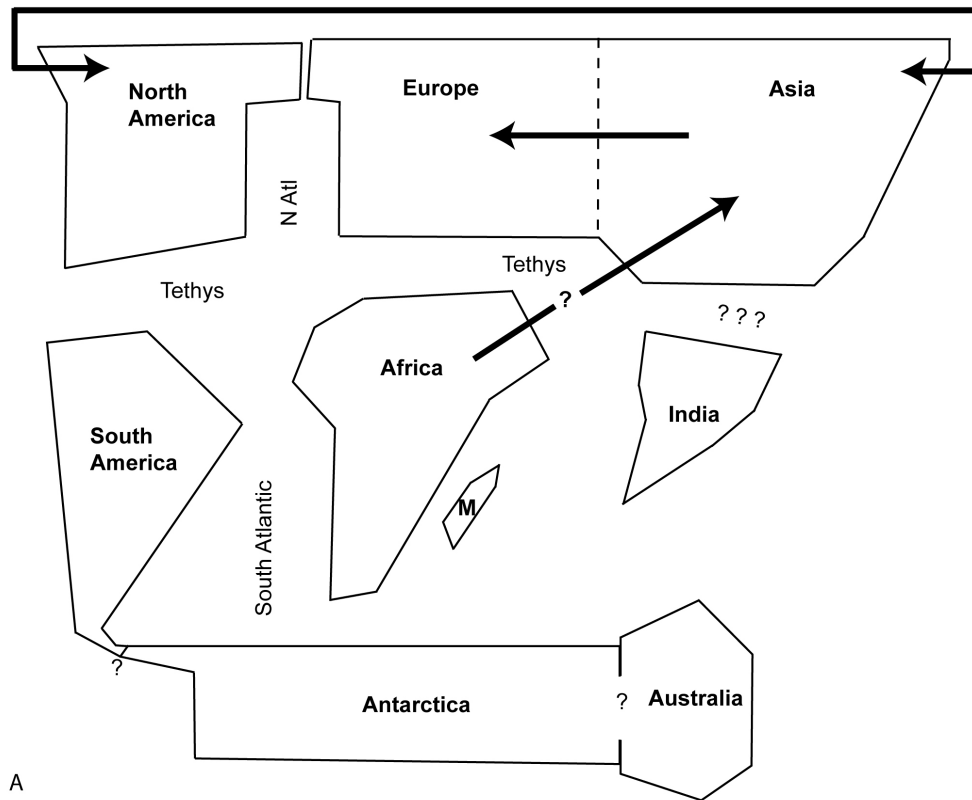 North
America
Europe
Asia
N Atl
Tethys
Tethys
?
? ? ?
Africa
India
South
America
M
South Atlantic
?
Antarctica
?
Australia
A